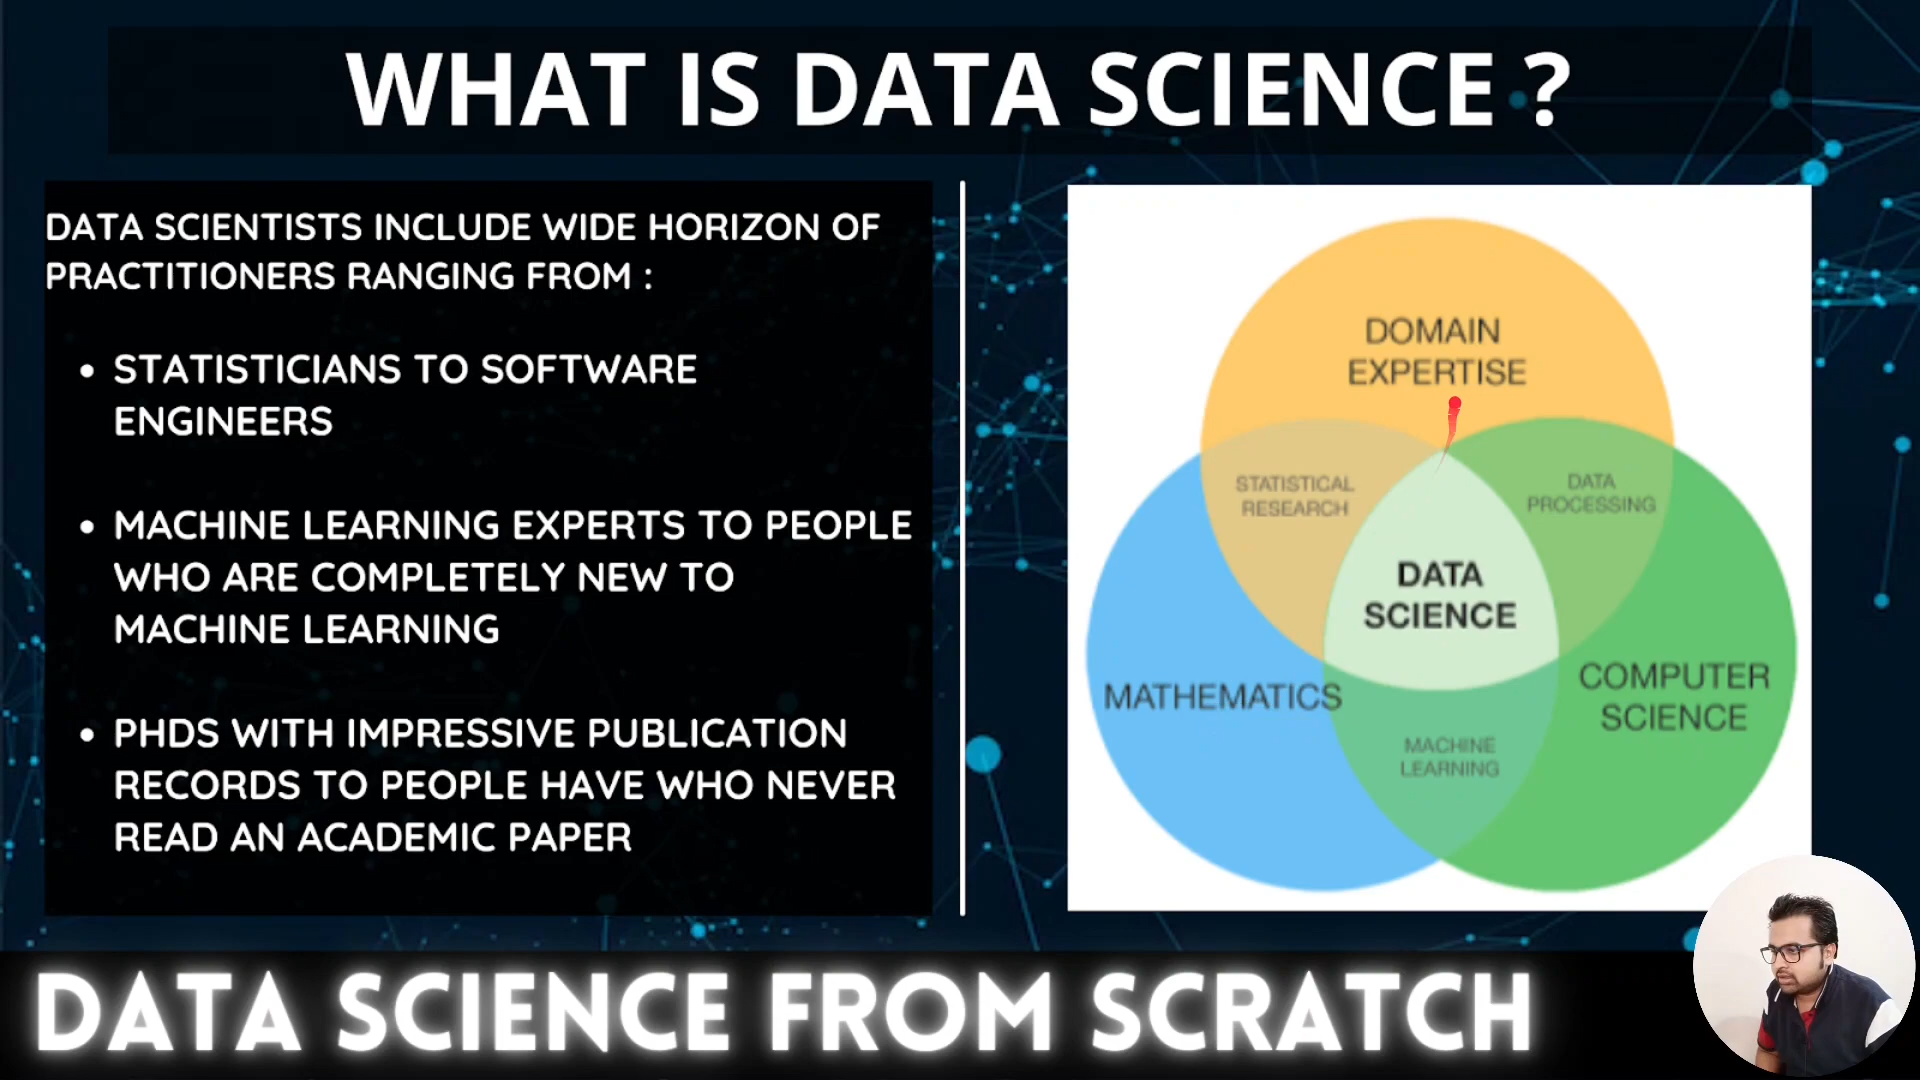 WHAT IS DATA SCIENCE ?
DATA SCIENTISTS INCLUDE WIDE HORIZON OF
PRACTITIONERS RANGING FROM :
• STATISTICIANS TO SOFTWARE
ENGINEERS
• MACHINE LEARNING EXPERTS TO PEOPLE
WHO ARE COMPLETELY NEW TO
MACHINE LEARNING
• PHDS WITH IMPRESSIVE PUBLICATION
RECORDS TO PEOPLE HAVE WHO NEVER
READ AN ACADEMIC PAPER
DOMAIN
EXPERTISE
STATISTICAL
RESEARCH
DATA
PROCESSING
DATA
SCIENCE
MATHEMATICS
COMPUTER
SCIENCE
MACHINE
LEARNING
DATA SCIENCE FROM SCRATCH